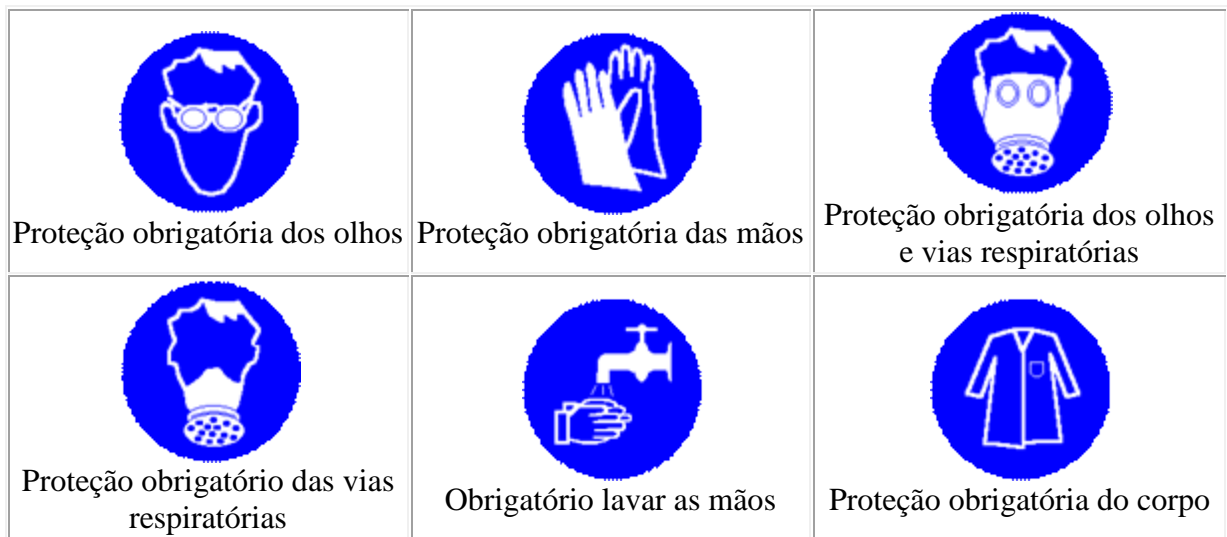 Proteção obrigatória dos olhos
Proteção obrigatória das mãos
Proteção obrigatória dos olhos
e vias respiratórias
Proteção obrigatório das vias
respiratórias
Obrigatório lavar as mãos
Proteção obrigatória do corpo